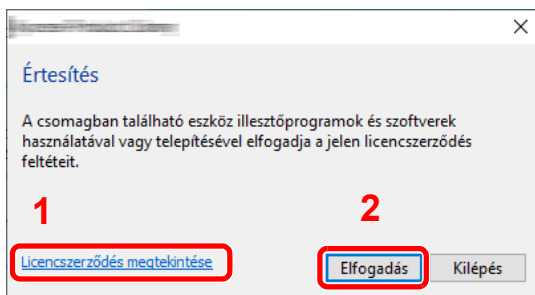 Értesítés
A csomagban található eszköz illesztőprogramok és szoftverek
használatával vagy telepítésével elfogadja a jelen licencszerződés
feltéteit.
1
2
Licencszerződés megtekintése
Elfogadás
Kilépés